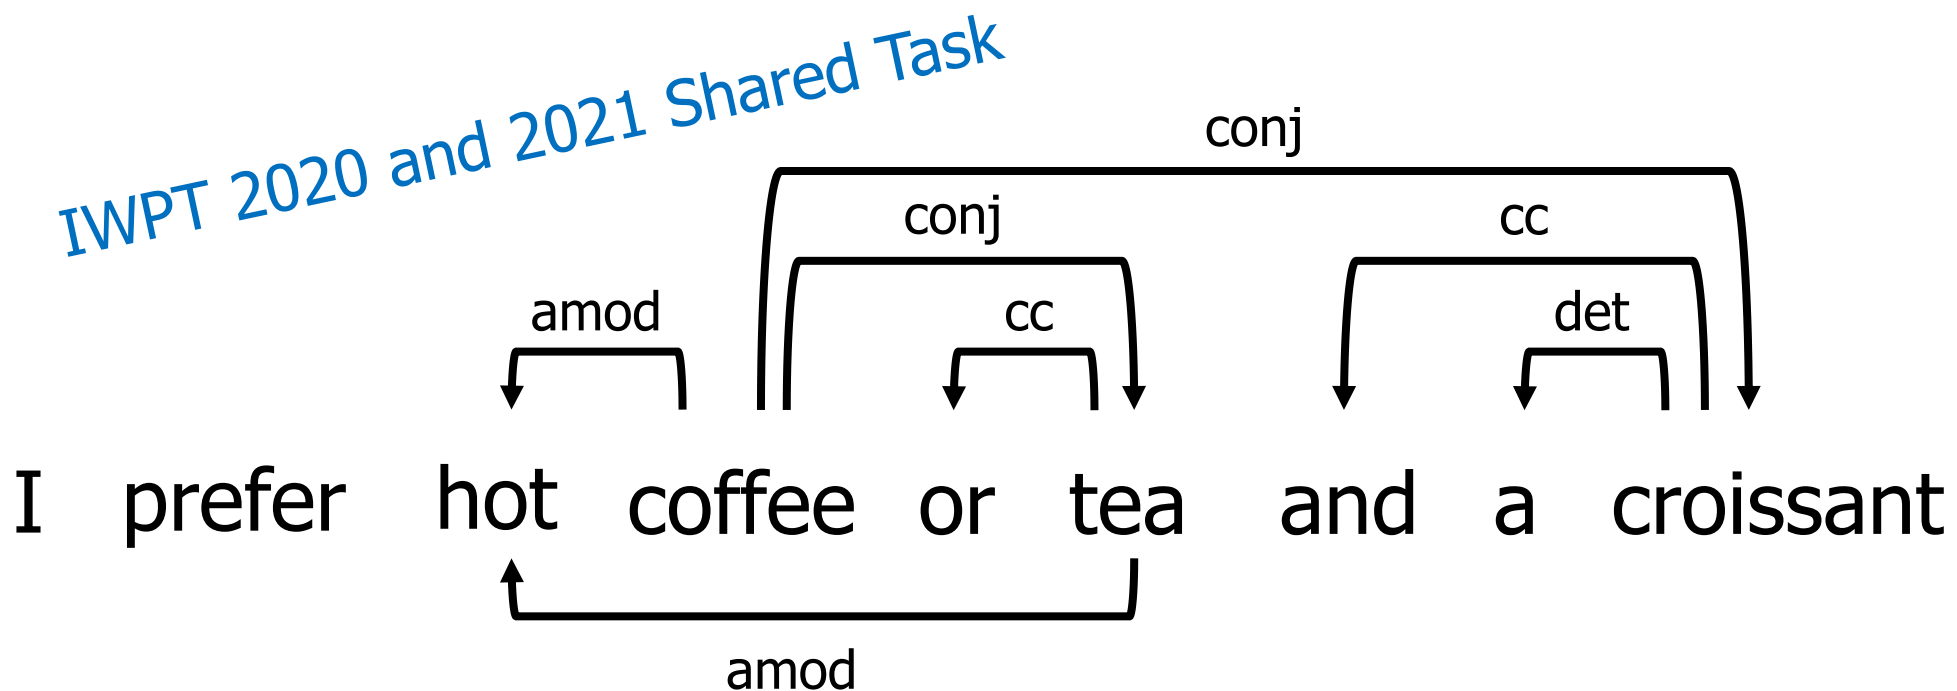 IWPT 2020 and 2021 Shared Task
conj
conj cc
amod cc det
I prefer hot coffee or tea and a croissant
amod